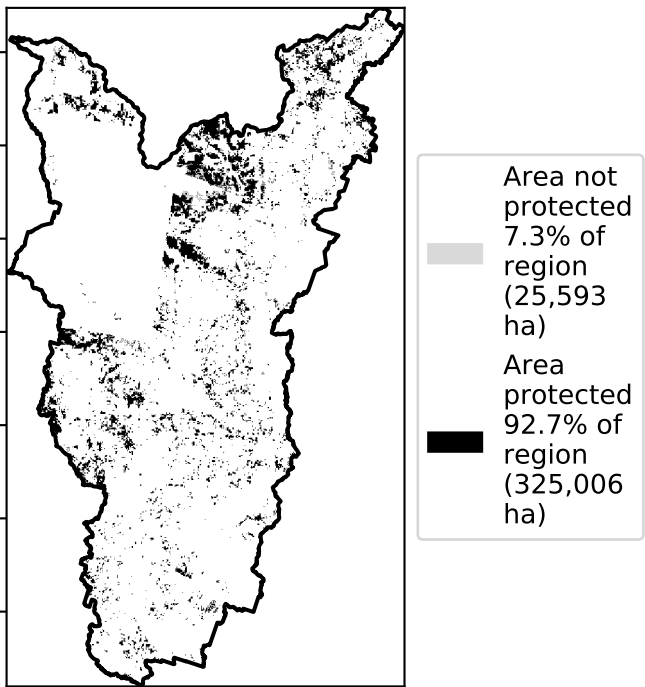 Area not
protected
7.3% of
region
(25,593
ha)
Area
protected
92.7% of
region
(325,006
ha)